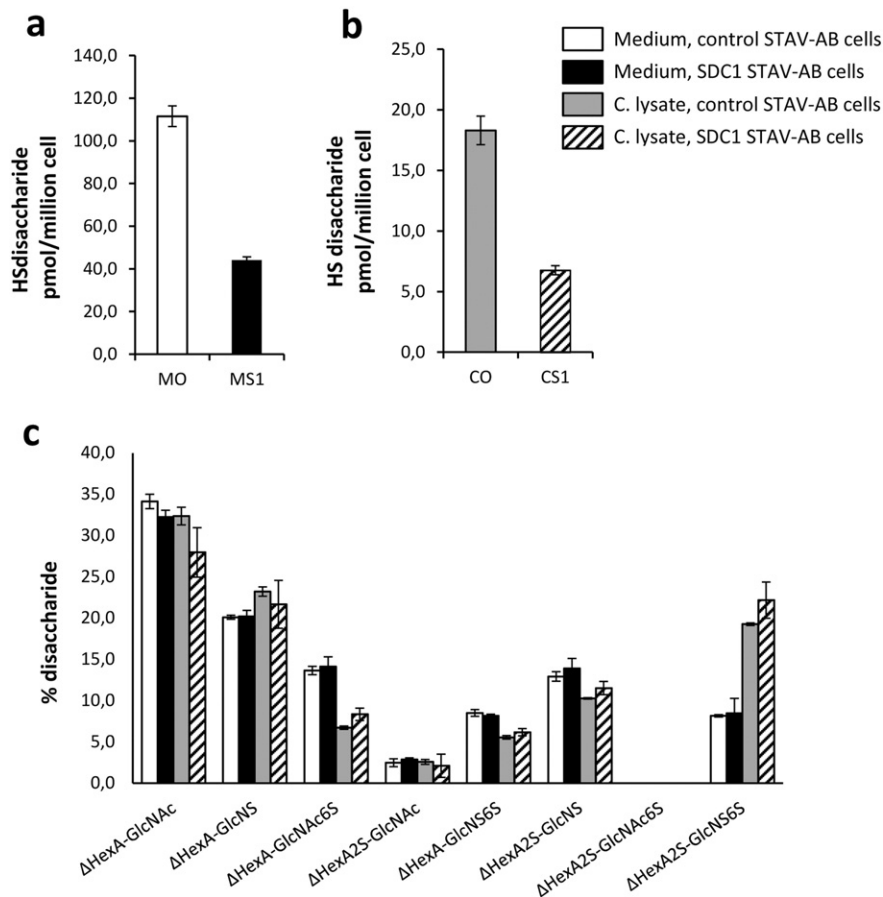 a
140,0
120,0
100,0
80,0
60,0
40,0
20,0
0,0
HSdisaccharide
pmol/million cell
MO
MS1
b
25,0
20,0
15,0
10,0
5,0
0,0
HS disaccharide
pmol/million cell
CO
CS1
Medium, control STAV-AB cells
Medium, SDC1 STAV-AB cells
C. lysate, control STAV-AB cells
C. lysate, SDC1 STAV-AB cells
c
40,0
35,0
30,0
25,0
20,0
15,0
10,0
5,0
0,0
% disaccharide
ΔHexA-GlcNAc
ΔHexA-GlcNS
ΔHexA-GlcNAc6S
ΔHexA2S-GlcNAc
ΔHexA-GlcNS6S
ΔHexA2S-GlcNS
ΔHexA2S-GlcNAc6S
ΔHexA2S-GlcNS6S